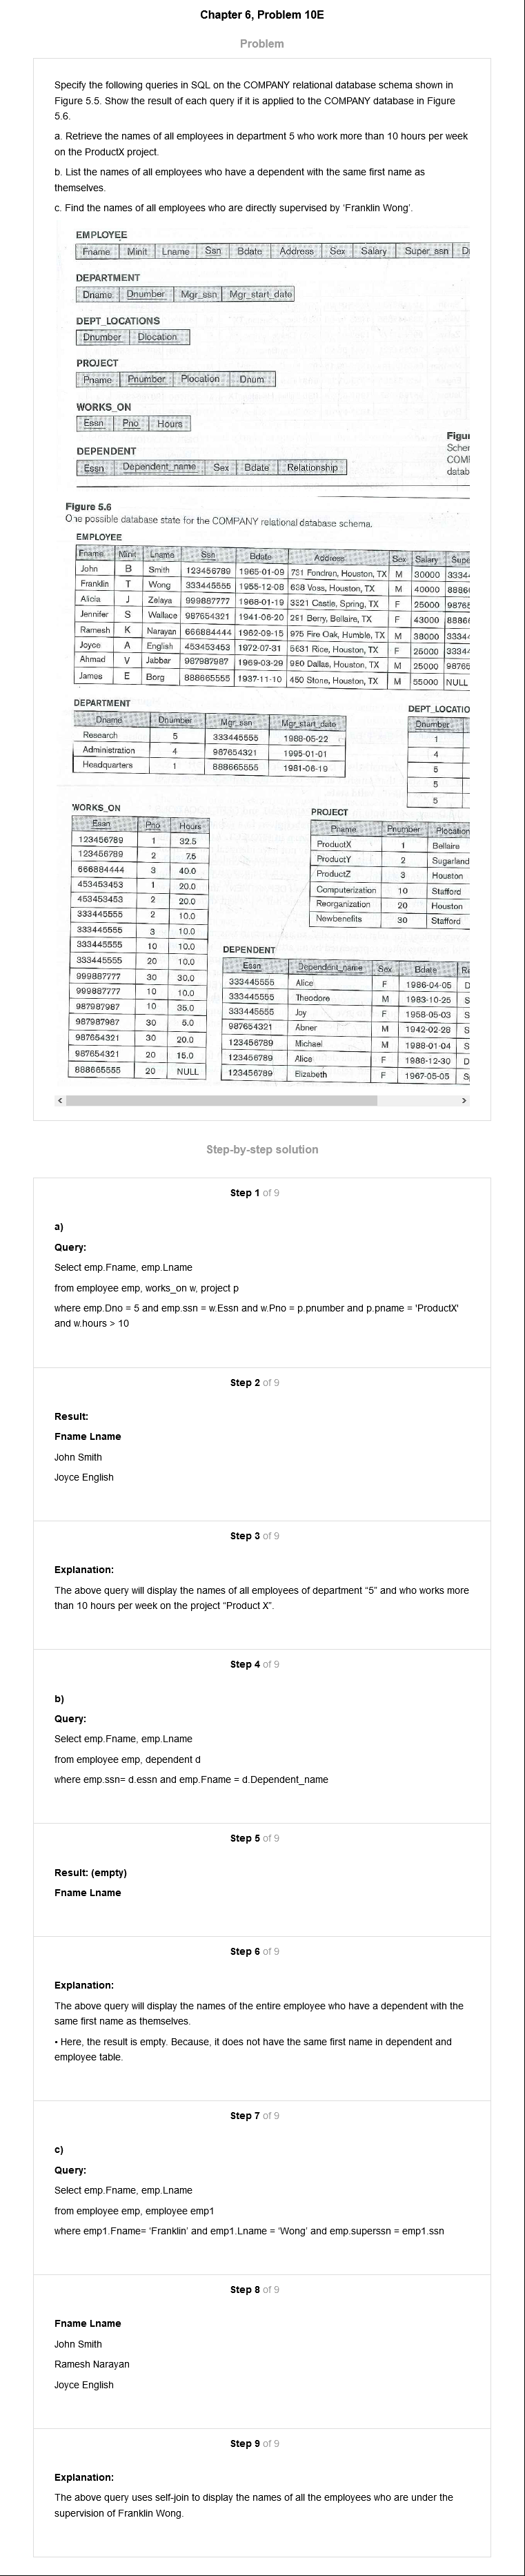 Chapter 6, Problem 10E
Problem
Specify the following queries in SQL on the COMPANY relational database schema shown in
Figure 5.5. Show the result of each query if it is applied to the COMPANY database in Figure
5.6.
a. Retrieve the names of all employees in department 5 who work more than 10 hours per week
on the ProductX project.
b. List the names of all employees who have a dependent with the same first name as
themselves.
c. Find the names of all employees who are directly supervised by ‘Franklin Wong’.
EMPLOYEE
Fname Minit Lname Ssn Bdate Address Sex Salary Super_ssn
DEPARTMENT
Dname Dnumber Mgr_ssn Mgr_start_date
DEPT_LOCATIONS
Dnumber Dlocation
PROJECT
Pname Pnumber Plocation Dnum
WORKS_ON
Essn Pno Hours
Figur
Schem
COM
datab
DEPENDENT
Essn Dependent_name Sex Bdate Relationship
Figure 5.6
One possible database state for the COMPANY relational database schema.
EMPLOYEE
Fname Minit Lname Ssn Bdate Address Sex Salary Supe
John B Smith 123456789 1965-01-09 731 Fondren, Houston, TX M 30000 33344
Franklin T Wong 333445555 1955-12-08 638 Voss, Houston, TX M 40000 88866
Alicia J Zelaya 999887777 1968-01-19 3321 Castle, Spring, TX F 25000 98765
Jennifer S Wallace 987654321 1941-06-20 291 Berry, Bellaire, TX F 43000 88866
Ramesh K Narayan 666884444 1962-09-15 975 Fire Oak, Humble, TX M 38000 33344
Joyce A English 453453453 1972-07-31 5631 Rice, Houston, TX F 25000 33344
Ahmad V Jabbar 987987987 1969-03-29 980 Dallas, Houston, TX M 25000 98765
James E Borg 888665555 1937-11-10 450 Stone, Houston, TX M 55000 NULL
DEPARTMENT
Dname Dnumber Mgr_ssn Mgr_start_date
Research 5 333445555 1988-05-22
Administration 4 987654321 1995-01-01
Headquarters 1 888665555 1981-06-19
DEPT_LOCATIO
Dnumber
1
4
5
5
5
WORKS_ON
Essn Pno Hours
123456789 1 32.5
123456789 2 7.5
666884444 3 40.0
453453453 1 20.0
453453453 2 20.0
333445555 2 10.0
333445555 3 10.0
333445555 10 10.0
333445555 20 10.0
999887777 30 30.0
999887777 10 10.0
987987987 10 35.0
987987987 30 5.0
987654321 30 20.0
987654321 20 15.0
888665555 20 NULL
PROJECT
Pname Pnumber Plocation
ProductX 1 Bellaire
ProductY 2 Sugarland
ProductZ 3 Houston
Computerization 10 Stafford
Reorganization 20 Houston
Newbenefits 30 Stafford
DEPENDENT
Essn Dependent_name Sex Bdate Re
333445555 Alice F 1986-04-05 D
333445555 Theodore M 1983-10-25 S
333445555 Joy F 1958-05-03 S
987654321 Abner M 1942-02-28 S
123456789 Michael M 1988-01-04 S
123456789 Alice F 1988-12-30 D
123456789 Elizabeth F 1967-05-05 S
Step-by-step solution
Step 1 of 9
a)
Query:
Select emp.Fname, emp.Lname
from employee emp, works_on w, project p
where emp.Dno = 5 and emp.ssn = w.Essn and w.Pno = p.pnumber and p.pname = 'ProductX'
and w.hours > 10
Step 2 of 9
Result:
Fname Lname
John Smith
Joyce English
Step 3 of 9
Explanation:
The above query will display the names of all employees of department “5” and who works more
than 10 hours per week on the project “Product X”.
Step 4 of 9
b)
Query:
Select emp.Fname, emp.Lname
from employee emp, dependent d
where emp.ssn= d.essn and emp.Fname = d.Dependent_name
Step 5 of 9
Result: (empty)
Fname Lname
Step 6 of 9
Explanation:
The above query will display the names of the entire employee who have a dependent with the
same first name as themselves.
• Here, the result is empty. Because, it does not have the same first name in dependent and
employee table.
Step 7 of 9
c)
Query:
Select emp.Fname, emp.Lname
from employee emp, employee emp1
where emp1.Fname= ‘Franklin’ and emp1.Lname = ‘Wong’ and emp.superssn = emp1.ssn
Step 8 of 9
Fname Lname
John Smith
Ramesh Narayan
Joyce English
Step 9 of 9
Explanation:
The above query uses self-join to display the names of all the employees who are under the
supervision of Franklin Wong.